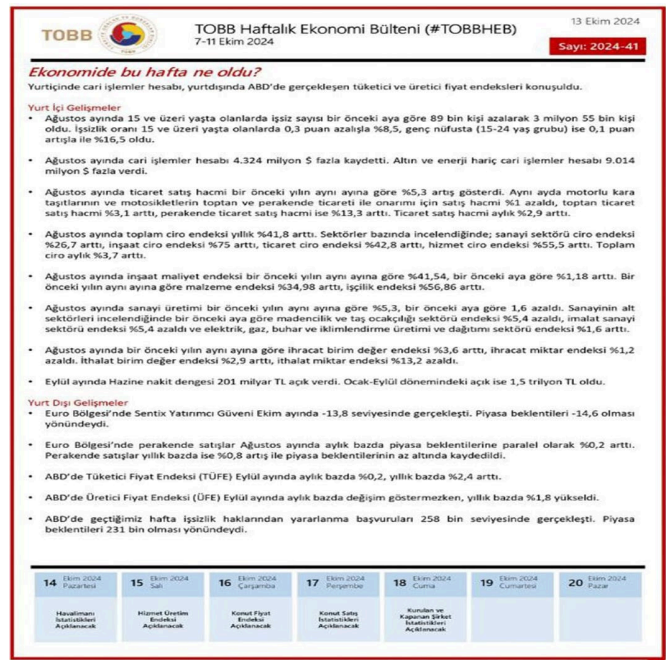 TOBB
TOBB Haftalık Ekonomi Bülteni (#TOBBHEB)
7-11 Ekim 2024
13 Ekim 2024
Sayı: 2024-41
Ekonomide bu hafta ne oldu?
Yurtiçinde cari işlemler hesabı, yurtdışında ABD'de gerçekleşen tüketici ve üretici fiyat endeksleri konuşuldu.
Yurt İçi Gelişmeler
• Ağustos ayında 15 ve üzeri yaşta olanlarda işsiz sayısı bir önceki aya göre 89 bin kişi azalarak 3 milyon 55 bin kişi
oldu. İşsizlik oranı 15 ve üzeri yaşta olanlarda 0,3 puan azalışla %8,5, genç nüfusta (15-24 yaş grubu) ise 0,1 puan
artışla ile %16,5 oldu.
• Ağustos ayında cari işlemler hesabı 4.324 milyon $ fazla kaydetti. Altın ve enerji hariç cari işlemler hesabı 9.014
milyon $ fazla verdi.
• Ağustos ayında ticaret satış hacmi bir önceki yılın aynı ayına göre %5,3 artış gösterdi. Aynı ayda motorlu kara
taşıtlarının ve motosikletlerin toptan ve perakende ticareti ile onarımı için satış hacmi %1 azaldı, toptan ticaret
satış hacmi %3,1 arttı, perakende ticaret satış hacmi ise %13,3 arttı. Ticaret satış hacmi aylık %2,9 arttı.
• Ağustos ayında toplam ciro endeksi yıllık %41,8 arttı. Sektörler bazında incelendiğinde; sanayi sektörü ciro endeksi
%26,7 arttı, inşaat ciro endeksi %75 arttı, ticaret ciro endeksi %42,8 arttı, hizmet ciro endeksi %55,5 arttı. Toplam
ciro aylık %3,7 arttı.
• Ağustos ayında inşaat maliyet endeksi bir önceki yılın aynı ayına göre %41,54, bir önceki aya göre %1,18 arttı. Bir
önceki yılın aynı ayına göre malzeme endeksi %34,98 arttı, işçilik endeksi %56,86 arttı.
• Ağustos ayında sanayi üretimi bir önceki yılın aynı ayına göre %5,3, bir önceki aya göre 1,6 azaldı. Sanayinin alt
sektörleri incelendiğinde bir önceki aya göre madencilik ve taş ocakçılığı sektörü endeksi %5,4 azaldı, imalat sanayi
sektörü endeksi %5,4 azaldı ve elektrik, gaz, buhar ve iklimlendirme üretimi ve dağıtımı sektörü endeksi %1,6 arttı.
• Ağustos ayında bir önceki yılın aynı ayına göre ihracat birim değer endeksi %3,6 arttı, ihracat miktar endeksi %1,2
azaldı. İthalat birim değer endeksi %2,9 arttı, ithalat miktar endeksi %13,2 azaldı.
• Eylül ayında Hazine nakit dengesi 201 milyar TL açık verdi. Ocak-Eylül dönemindeki açık ise 1,5 trilyon TL oldu.
Yurt Dışı Gelişmeler
• Euro Bölgesi'nde Sentix Yatırımcı Güveni Ekim ayında -13,8 seviyesinde gerçekleşti. Piyasa beklentileri -14,6 olması
yönündeydi.
• Euro Bölgesi'nde perakende satışlar Ağustos ayında aylık bazda piyasa beklentilerine paralel olarak %0,2 arttı.
Perakende satışlar yıllık bazda ise %0,8 artış ile piyasa beklentilerinin az altında kaydedildi.
• ABD'de Tüketici Fiyat Endeksi (TÜFE) Eylül ayında aylık bazda %0,2, yıllık bazda %2,4 arttı.
• ABD'de Üretici Fiyat Endeksi (ÜFE) Eylül ayında aylık bazda değişim göstermezken, yıllık bazda %1,8 yükseldi.
• ABD'de geçtiğimiz hafta işsizlik haklarından yararlanma başvuruları 258 bin seviyesinde gerçekleşti. Piyasa
beklentileri 231 bin olması yönündeydi.
14 Ekim 2024 Pazartesi
15 Ekim 2024 Salı
16 Ekim 2024 Çarşamba
17 Ekim 2024 Perşembe
18 Ekim 2024 Cuma
19 Ekim 2024 Cumartesi
20 Ekim 2024 Pazar
Havalimanı
İstatistikleri
Açıklanacak
Hizmet Üretim
Endeksi
Açıklanacak
Konut Fiyat
Endeksi
Açıklanacak
Konut Satış
İstatistikleri
Açıklanacak
Kurulan ve
Kapanan Şirket
İstatistikleri
Açıklanacak